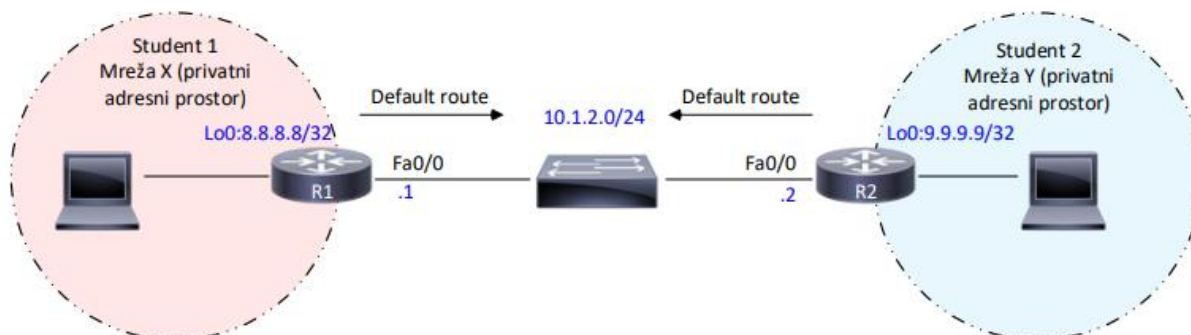 Student 1
Mreža X (privatni
adresni prostor)
Lo0:8.8.8.8/32
R1
Default route
Fa0/0
.1
10.1.2.0/24
Default route
Fa0/0
.2
Student 2
Mreža Y (privatni
adresni prostor)
Lo0:9.9.9.9/32
R2